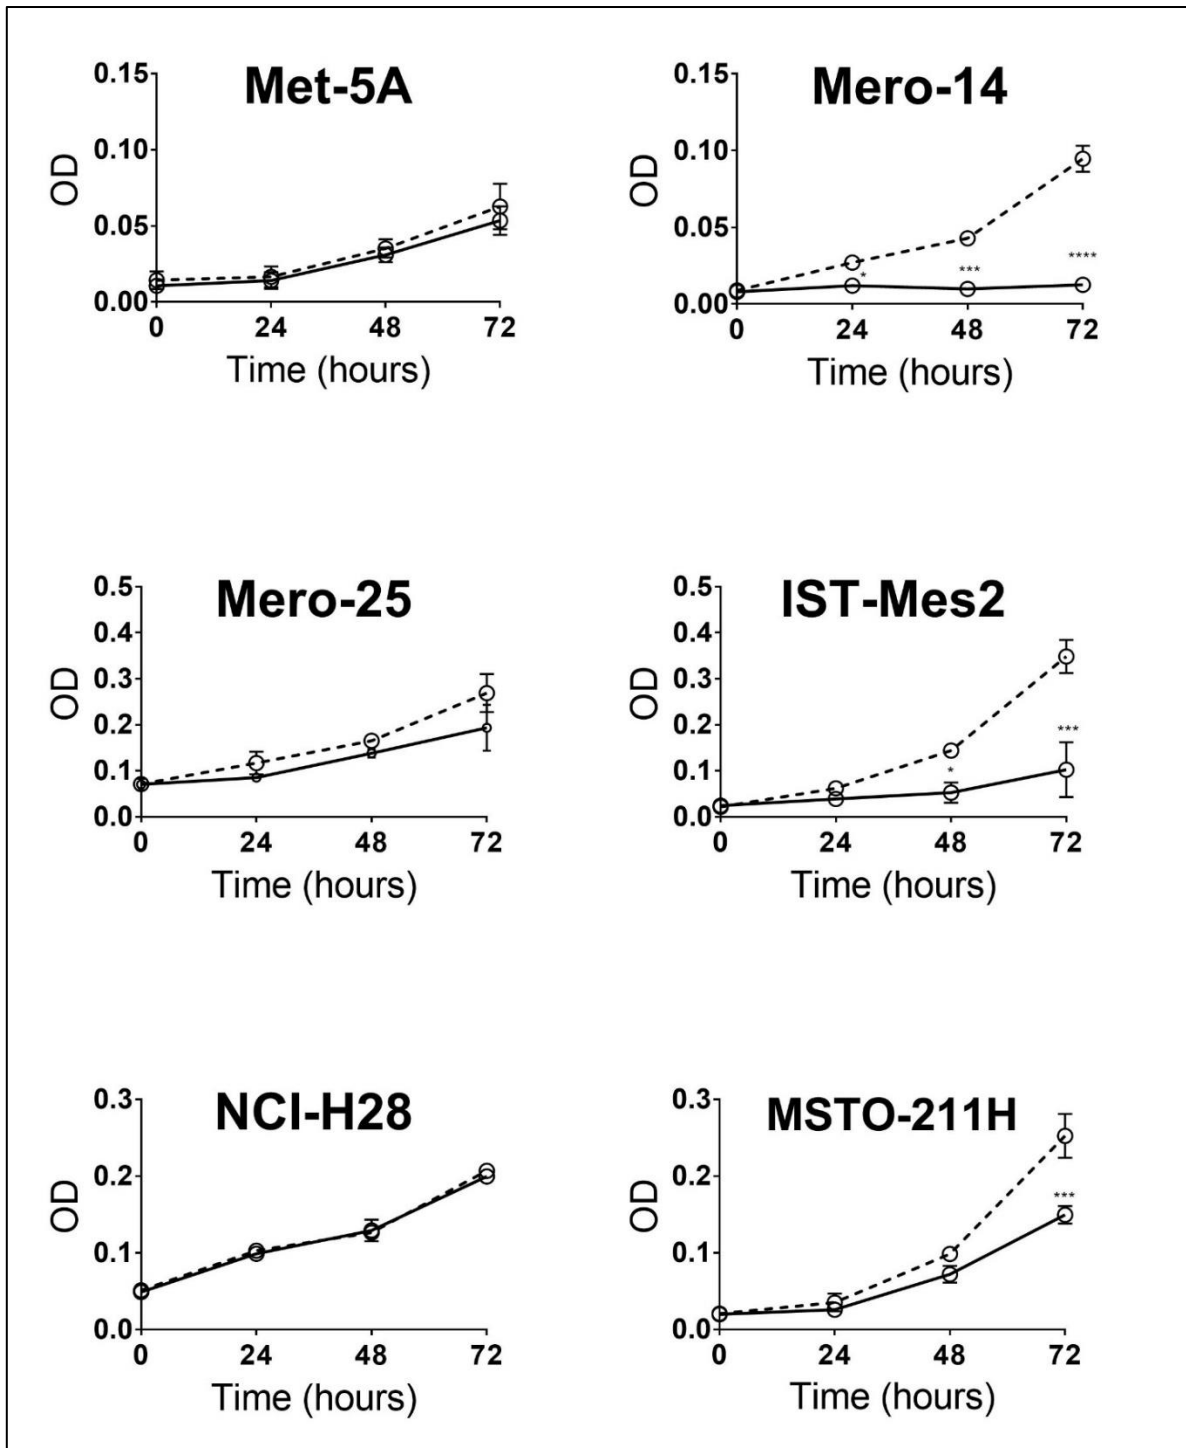 Met-5A
0.15
0.10
0.05
0.00
OD
0 24 48 72
Time (hours)
Mero-14
0.15
0.10
0.05
0.00
OD
* *** ****
0 24 48 72
Time (hours)
Mero-25
0.5
0.4
0.3
0.2
0.1
0.0
OD
0 24 48 72
Time (hours)
IST-Mes2
0.5
0.4
0.3
0.2
0.1
0.0
OD
* ***
0 24 48 72
Time (hours)
NCI-H28
0.3
0.2
0.1
0.0
OD
0 24 48 72
Time (hours)
MSTO-211H
0.3
0.2
0.1
0.0
OD
***
0 24 48 72
Time (hours)